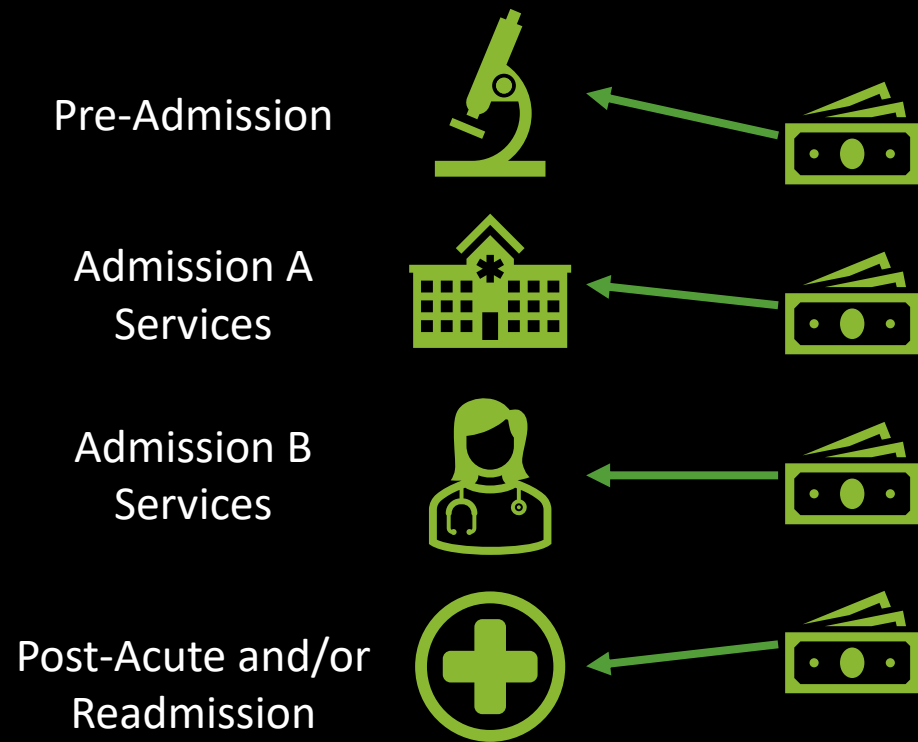 Pre-Admission
Admission A
Services
Admission B
Services
Post-Acute and/or
Readmission